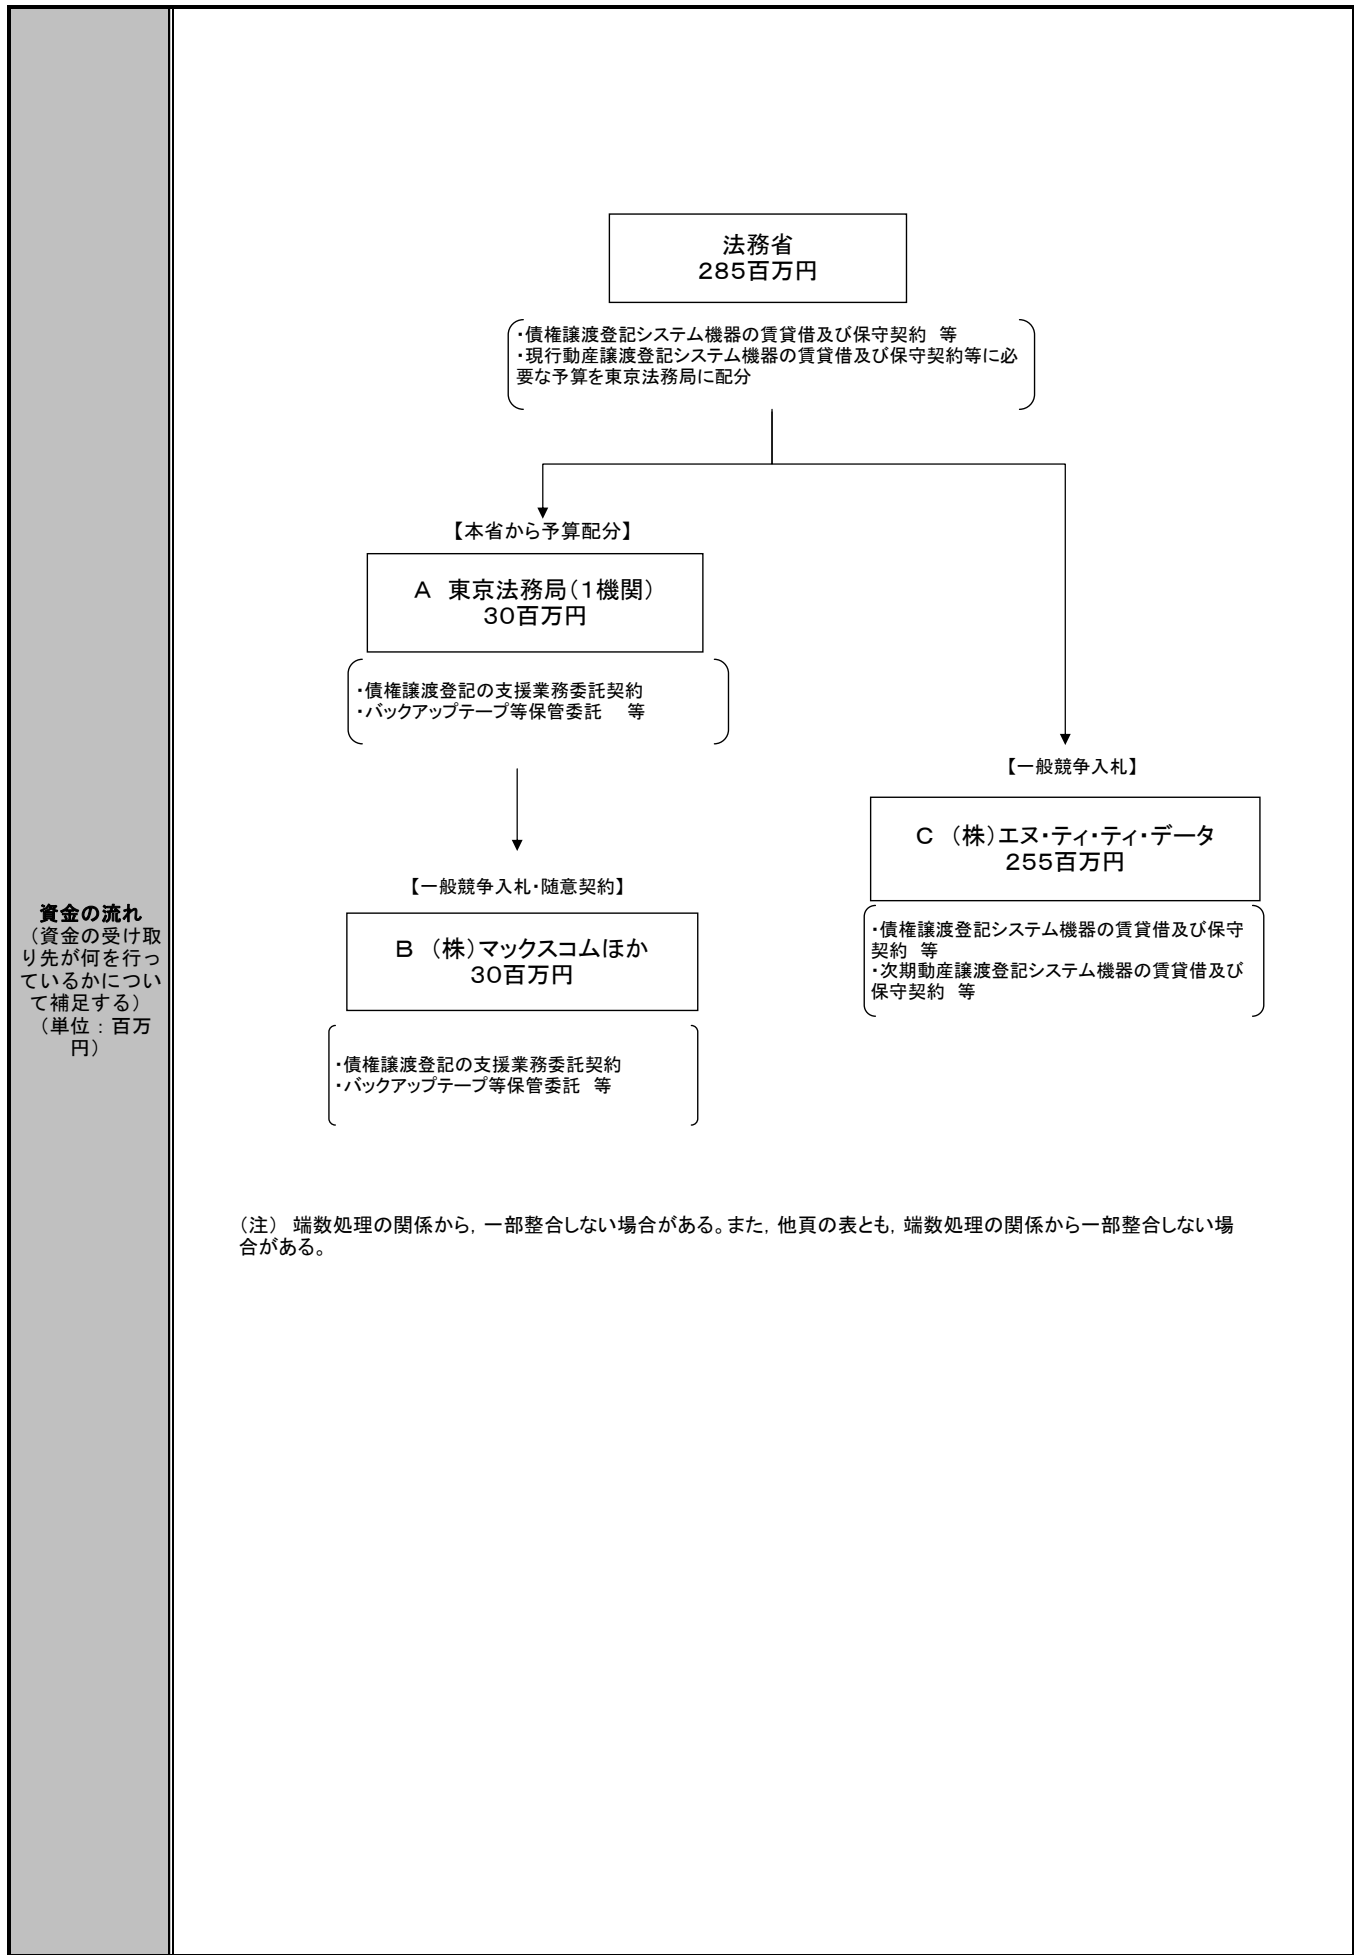 法務省
285百万円
・債権譲渡登記システム機器の賃貸借及び保守契約　等
・現行動産譲渡登記システム機器の賃貸借及び保守契約等に必
要な予算を東京法務局に配分
【本省から予算配分】
A　東京法務局（1機関）
30百万円
・債権譲渡登記の支援業務委託契約
・バックアップテープ等保管委託　等
【一般競争入札・随意契約】
B　（株）マックスコムほか
30百万円
・債権譲渡登記の支援業務委託契約
・バックアップテープ等保管委託　等
【一般競争入札】
C　（株）エヌ・ティ・ティ・データ
255百万円
・債権譲渡登記システム機器の賃貸借及び保守
契約　等
・次期動産譲渡登記システム機器の賃貸借及び
保守契約　等
資金の流れ
（資金の受け取
り先が何を行っ
ているかについ
て補足する）
（単位：百万
円）
（注）　端数処理の関係から，一部整合しない場合がある。また，他頁の表とも，端数処理の関係から一部整合しない場
合がある。